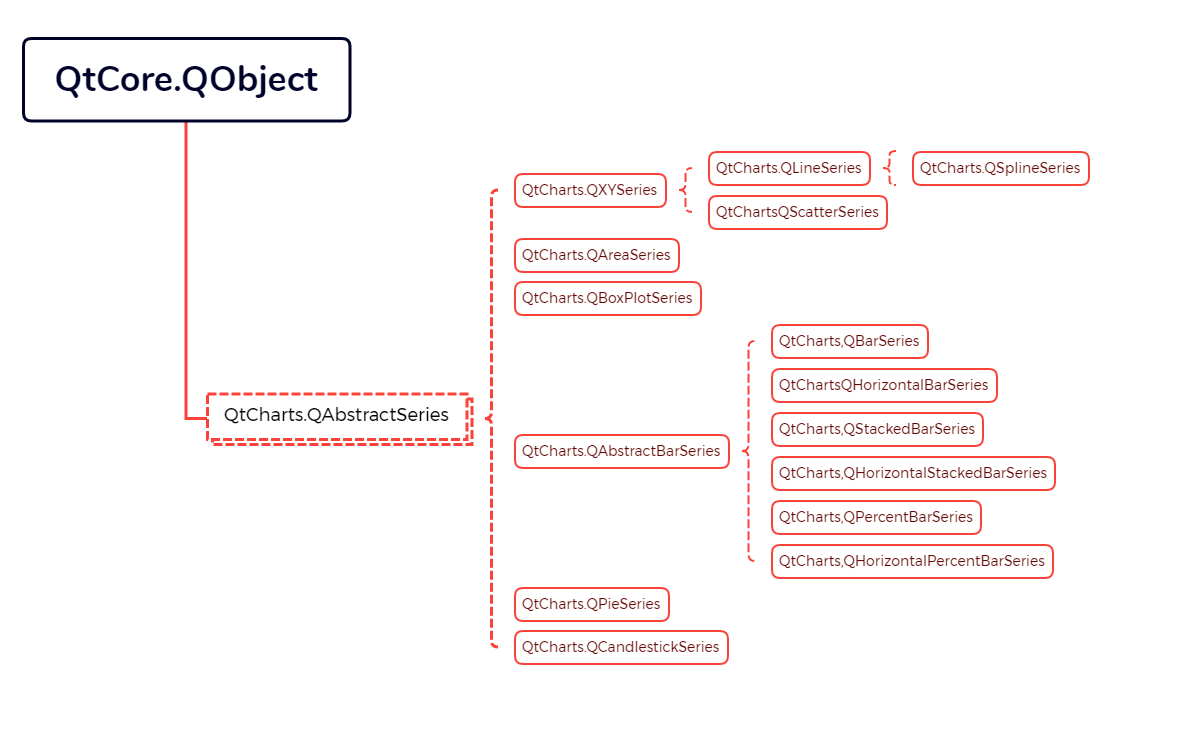 QtCore.QObject
QtCharts.QAbstractSeries
QtCharts.QXYSeries
QtCharts.QLineSeries
QtCharts.QSplineSeries
QtChartsQScatterSeries
QtCharts.QAreaSeries
QtCharts.QBoxPlotSeries
QtCharts.QAbstractBarSeries
QtCharts,QBarSeries
QtChartsQHorizontalBarSeries
QtCharts,QStackedBarSeries
QtCharts,QHorizontalStackedBarSeries
QtCharts,QPercentBarSeries
QtCharts,QHorizontalPercentBarSeries
QtCharts.QPieSeries
QtCharts.QCandlestickSeries